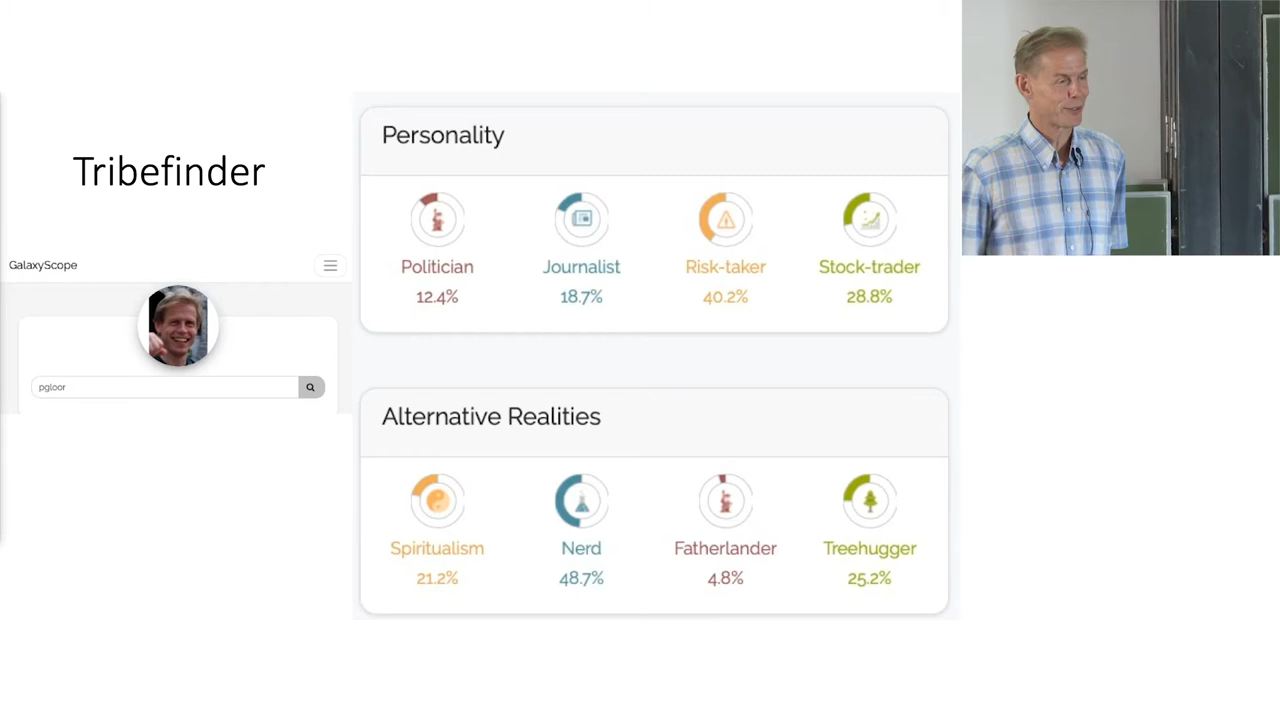 Tribefinder
GalaxyScope
pgloor
Personality
Politician
12.4%
Journalist
18.7%
Risk-taker
40.2%
Stock-trader
28.8%
Alternative Realities
Spiritualism
21.2%
Nerd
48.7%
Fatherlander
4.8%
Treehugger
25.2%